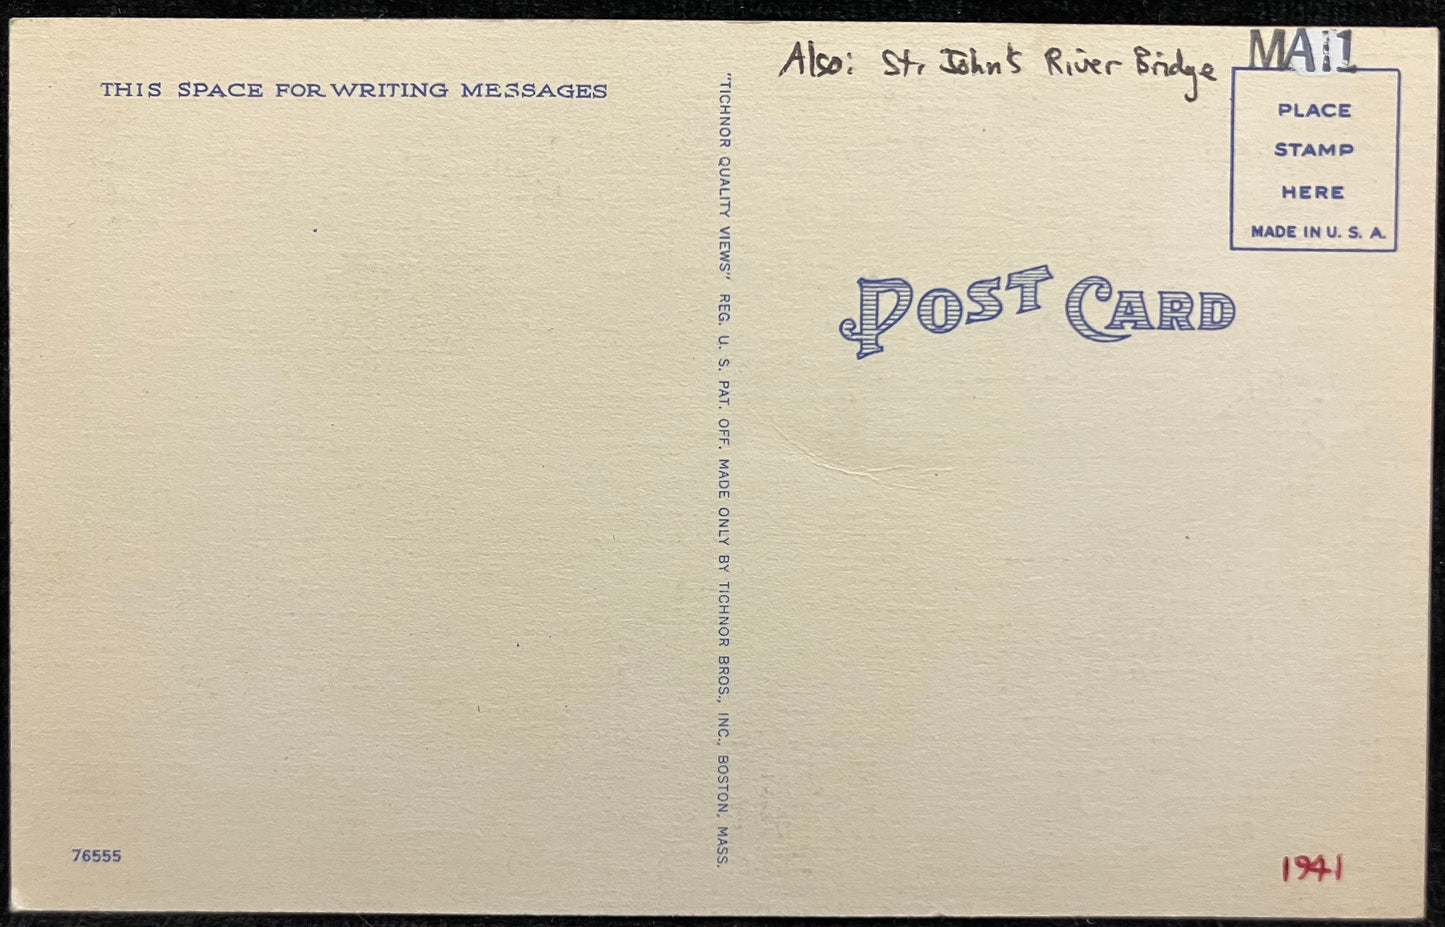 Also: St. John's River Bridge
MA11
THIS SPACE FOR WRITING MESSAGES
PLACE
STAMP
HERE
MADE IN U. S. A.
"TICHNOR QUALITY VIEWS" REG. U. S. PAT. OFF. MADE ONLY BY TICHNOR BROS., INC., BOSTON, MASS.
POST CARD
76555
1941